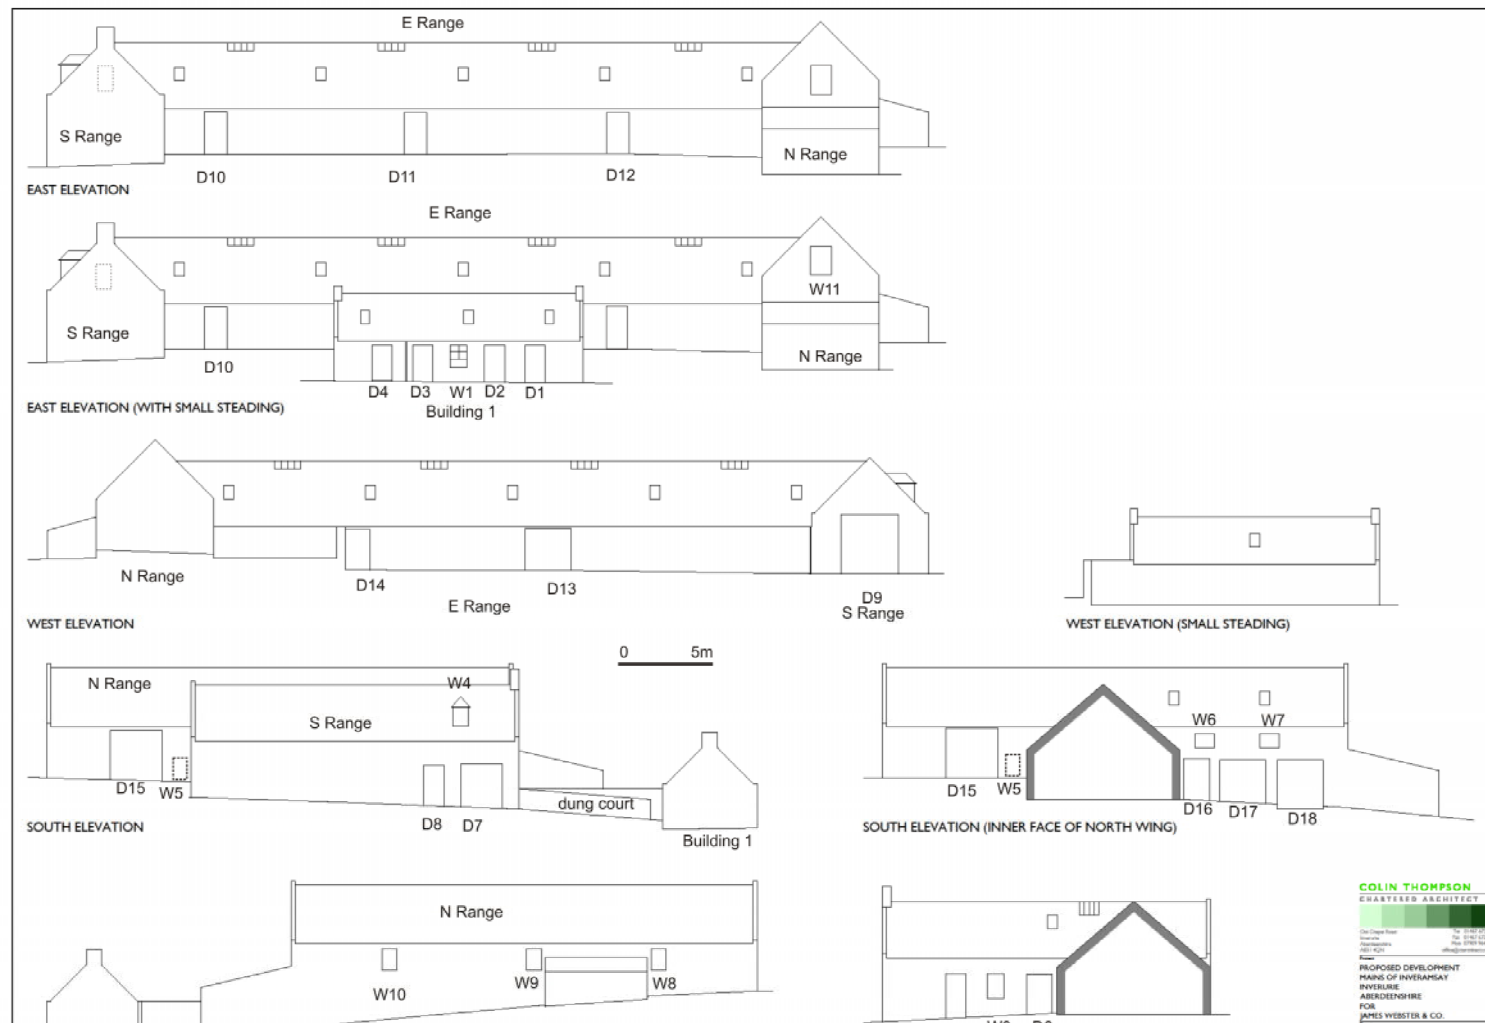 E Range
S Range
N Range
D10
D11
D12
EAST ELEVATION
E Range
W11
S Range
N Range
D10
D4
D3
W1
D2
D1
Building 1
EAST ELEVATION (WITH SMALL STEADING)
N Range
D14
D13
E Range
D9
S Range
WEST ELEVATION
WEST ELEVATION (SMALL STEADING)
0 5m
N Range
W4
S Range
D15
W5
D8
D7
dung court
Building 1
SOUTH ELEVATION
W6
W7
D15
W5
D16
D17
D18
SOUTH ELEVATION (INNER FACE OF NORTH WING)
N Range
W10
W9
W8
COLIN THOMPSON
CHARTERED ARCHITECT
PROPOSED DEVELOPMENT
MAINS OF INVERAMSAY
INVERURIE
ABERDEENSHIRE
FOR
JAMES WEBSTER & CO.